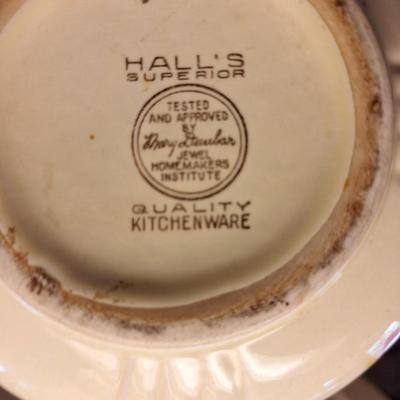 HALL'S
SUPERIOR
TESTED
AND APPROVED
BY
Mary Dunbar
JEWEL
HOMEMAKERS
INSTITUTE
QUALITY
KITCHENWARE